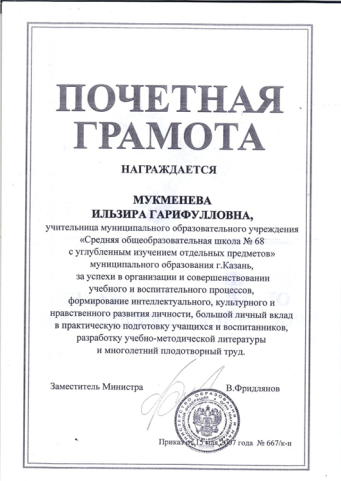 ПОЧЕТНАЯ
ГРАМОТА
НАГРАЖДАЕТСЯ
МУКМЕНЕВА
ИЛЬЗИРА ГАРИФУЛЛОВНА,
учительница муниципального образовательного учреждения
«Средняя общеобразовательная школа № 68
с углубленным изучением отдельных предметов»
муниципального образования г.Казань,
за успехи в организации и совершенствовании
учебного и воспитательного процессов,
формирование интеллектуального, культурного и
нравственного развития личности, большой личный вклад
в практическую подготовку учащихся и воспитанников,
разработку учебно-методической литературы
и многолетний плодотворный труд.
Заместитель Министра В.Фридлянов
Приказ от 15 мая 2007 года № 667/к-н